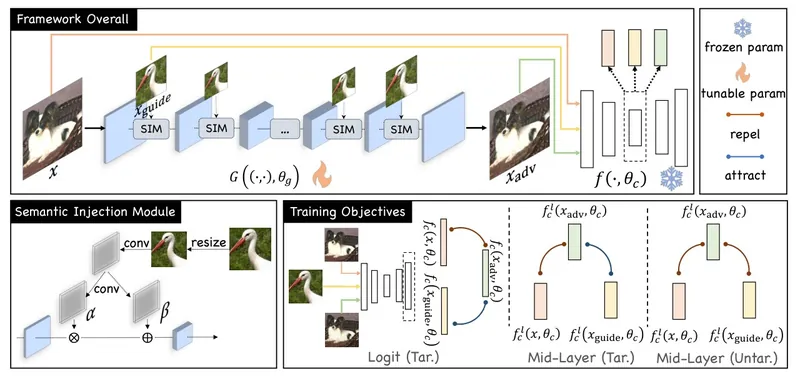 Framework Overall
x
x_guide
SIM
SIM
...
SIM
SIM
G((·,·), θ_g)
x_adv
f(·, θ_c)
frozen param
tunable param
repel
attract
Semantic Injection Module
conv
resize
conv
α
β
⊗
⊕
Training Objectives
f_c(x, θ_c)
f_c(x_guide, θ_c)
f_c(x_adv, θ_c)
Logit (Tar.)
f_c^l(x_adv, θ_c)
f_c^l(x, θ_c)
f_c^l(x_guide, θ_c)
Mid-Layer (Tar.)
f_c^l(x_adv, θ_c)
f_c^l(x, θ_c)
f_c^l(x_guide, θ_c)
Mid-Layer (Untar.)